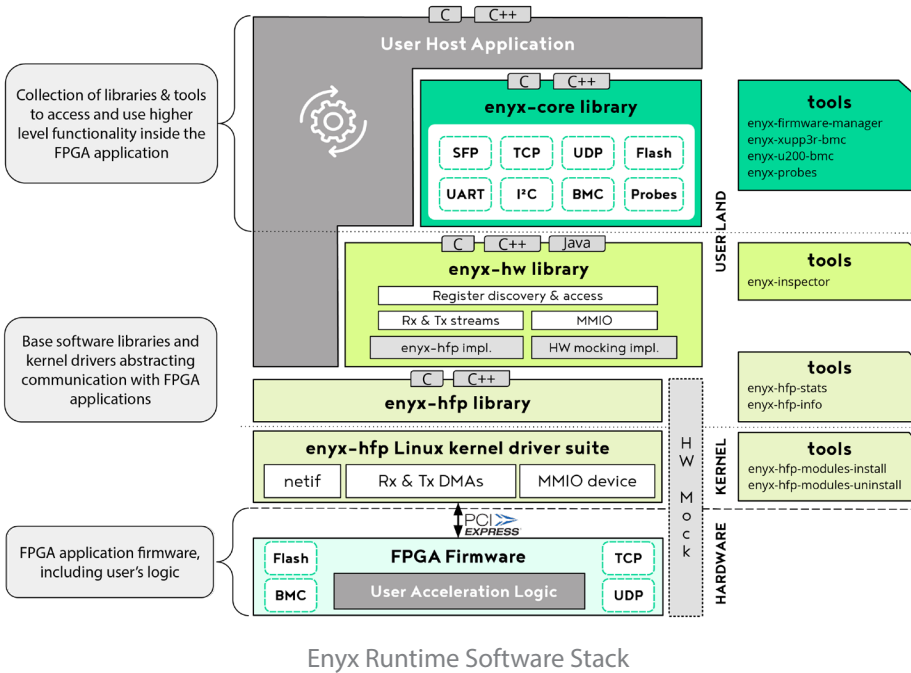 C
C++
User Host Application
Collection of libraries & tools
to access and use higher
level functionality inside the
FPGA application
C
C++
enyx-core library
SFP
TCP
UDP
Flash
UART
I²C
BMC
Probes
tools
enyx-firmware-manager
enyx-xupp3r-bmc
enyx-u200-bmc
enyx-probes
USER LAND
C
C++
Java
enyx-hw library
Register discovery & access
Rx & Tx streams
MMIO
enyx-hfp impl.
HW mocking impl.
tools
enyx-inspector
Base software libraries and
kernel drivers abstracting
communication with FPGA
applications
C
C++
enyx-hfp library
tools
enyx-hfp-stats
enyx-hfp-info
enyx-hfp Linux kernel driver suite
netif
Rx & Tx DMAs
MMIO device
HW Mock
KERNEL
tools
enyx-hfp-modules-install
enyx-hfp-modules-uninstall
PCI
EXPRESS
HARDWARE
FPGA application firmware,
including user's logic
Flash
FPGA Firmware
TCP
BMC
User Acceleration Logic
UDP
Enyx Runtime Software Stack